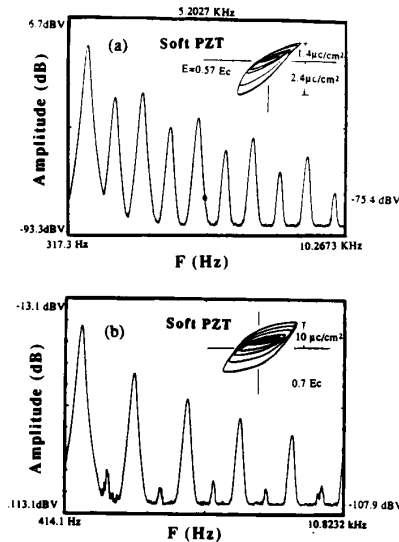 5.2027 KHz
6.7dBV
(a) Soft PZT
E=0.57 Ec
1.4μc/cm²
2.4μc/cm²
Amplitude (dB)
-75.4 dBV
-93.3dBV
317.3 Hz
10.2673 KHz
F (Hz)
-13.1 dBV
(b) Soft PZT
10 μc/cm²
0.7 Ec
Amplitude (dB)
.113.1dBV
-107.9 dBV
414.1 Hz
10.8232 kHz
F (Hz)